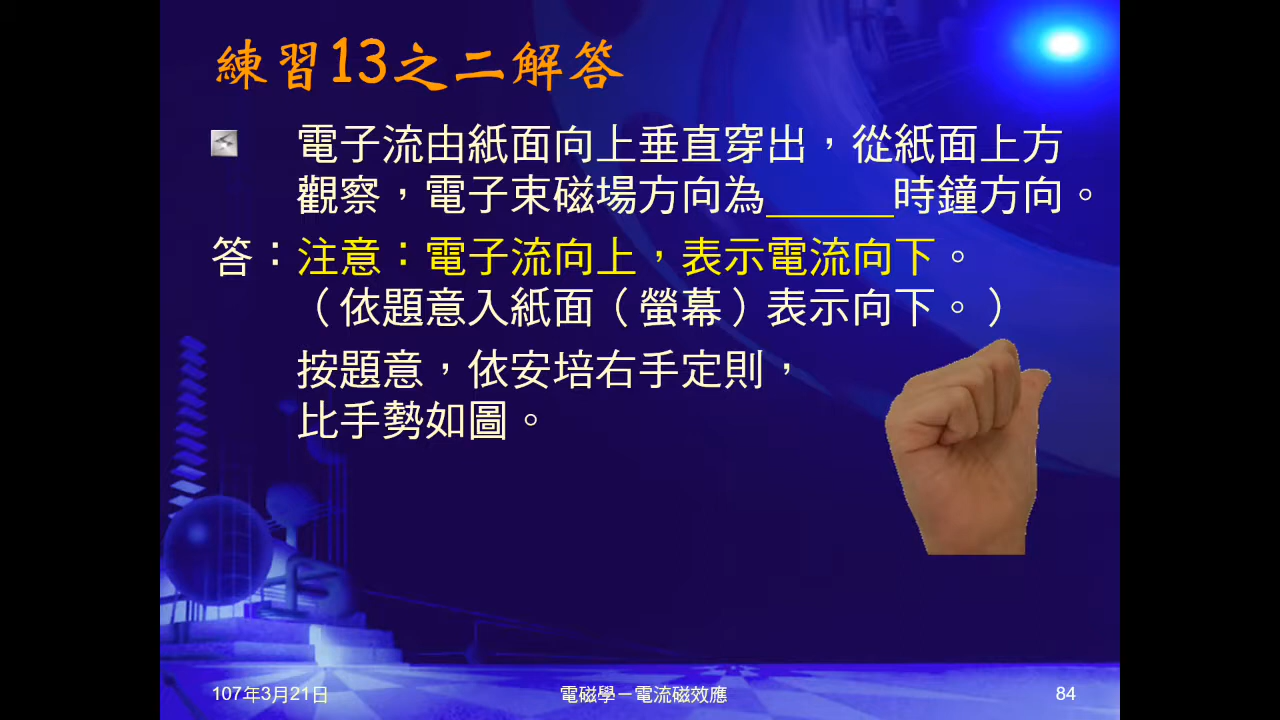 練習13之二解答
電子流由紙面向上垂直穿出，從紙面上方
觀察，電子束磁場方向為______時鐘方向。
答：注意：電子流向上，表示電流向下。
（依題意入紙面（螢幕）表示向下。）
按題意，依安培右手定則，
比手勢如圖。
107年3月21日
電磁學－電流磁效應
84